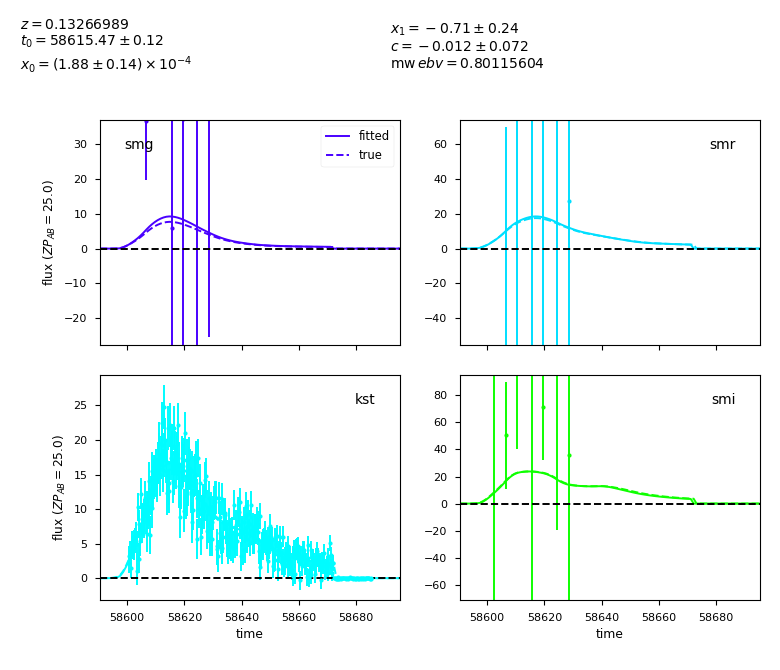 z = 0.13266989
t₀ = 58615.47 ± 0.12
x₀ = (1.88 ± 0.14) × 10⁻⁴
x₁ = −0.71 ± 0.24
c = −0.012 ± 0.072
mw ebv = 0.80115604
smg
fitted
true
30
20
10
0
−10
−20
flux (ZP_AB = 25.0)
smr
60
40
20
0
−20
−40
kst
25
20
15
10
5
0
flux (ZP_AB = 25.0)
58600 58620 58640 58660 58680
time
smi
80
60
40
20
0
−20
−40
−60
58600 58620 58640 58660 58680
time